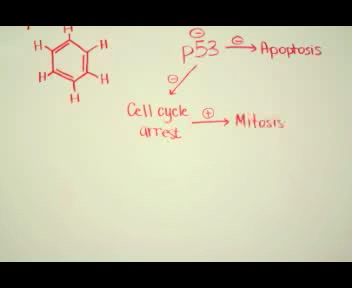 H
H H
H H
H
⊖
p53 ⊖ Apoptosis
⊖
Cell cycle
arrest ⊕ Mitosis